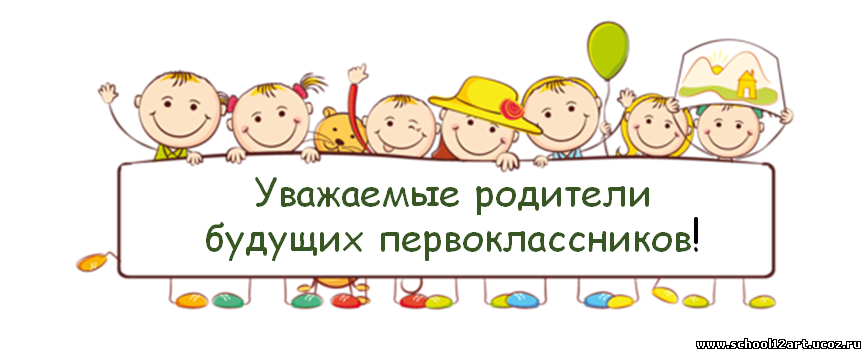 Уважаемые родители
будущих первоклассников!
www.school12art.ucoz.ru